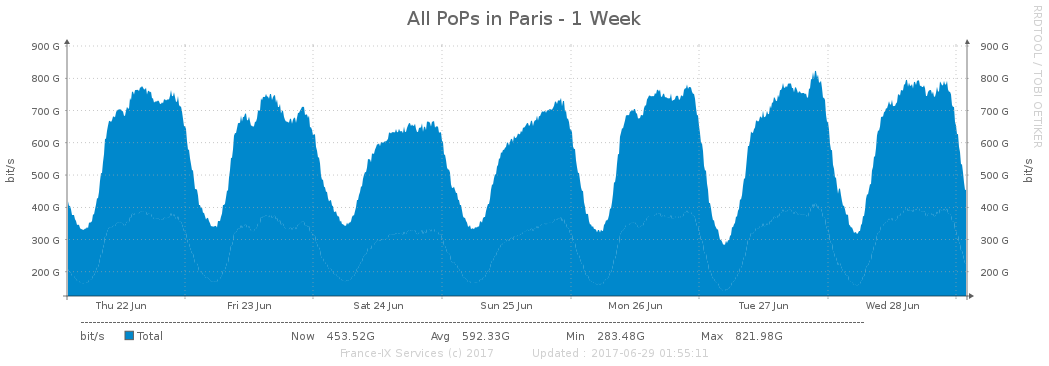 All PoPs in Paris - 1 Week
RRDTOOL / TOBI OETIKER
900 G 900 G
800 G 800 G
700 G 700 G
600 G 600 G
500 G 500 G
400 G 400 G
300 G 300 G
200 G 200 G
bit/s bit/s
Thu 22 Jun Fri 23 Jun Sat 24 Jun Sun 25 Jun Mon 26 Jun Tue 27 Jun Wed 28 Jun
bit/s Total Now 453.52G Avg 592.33G Min 283.48G Max 821.98G
France-IX Services (c) 2017 Updated : 2017-06-29 01:55:11